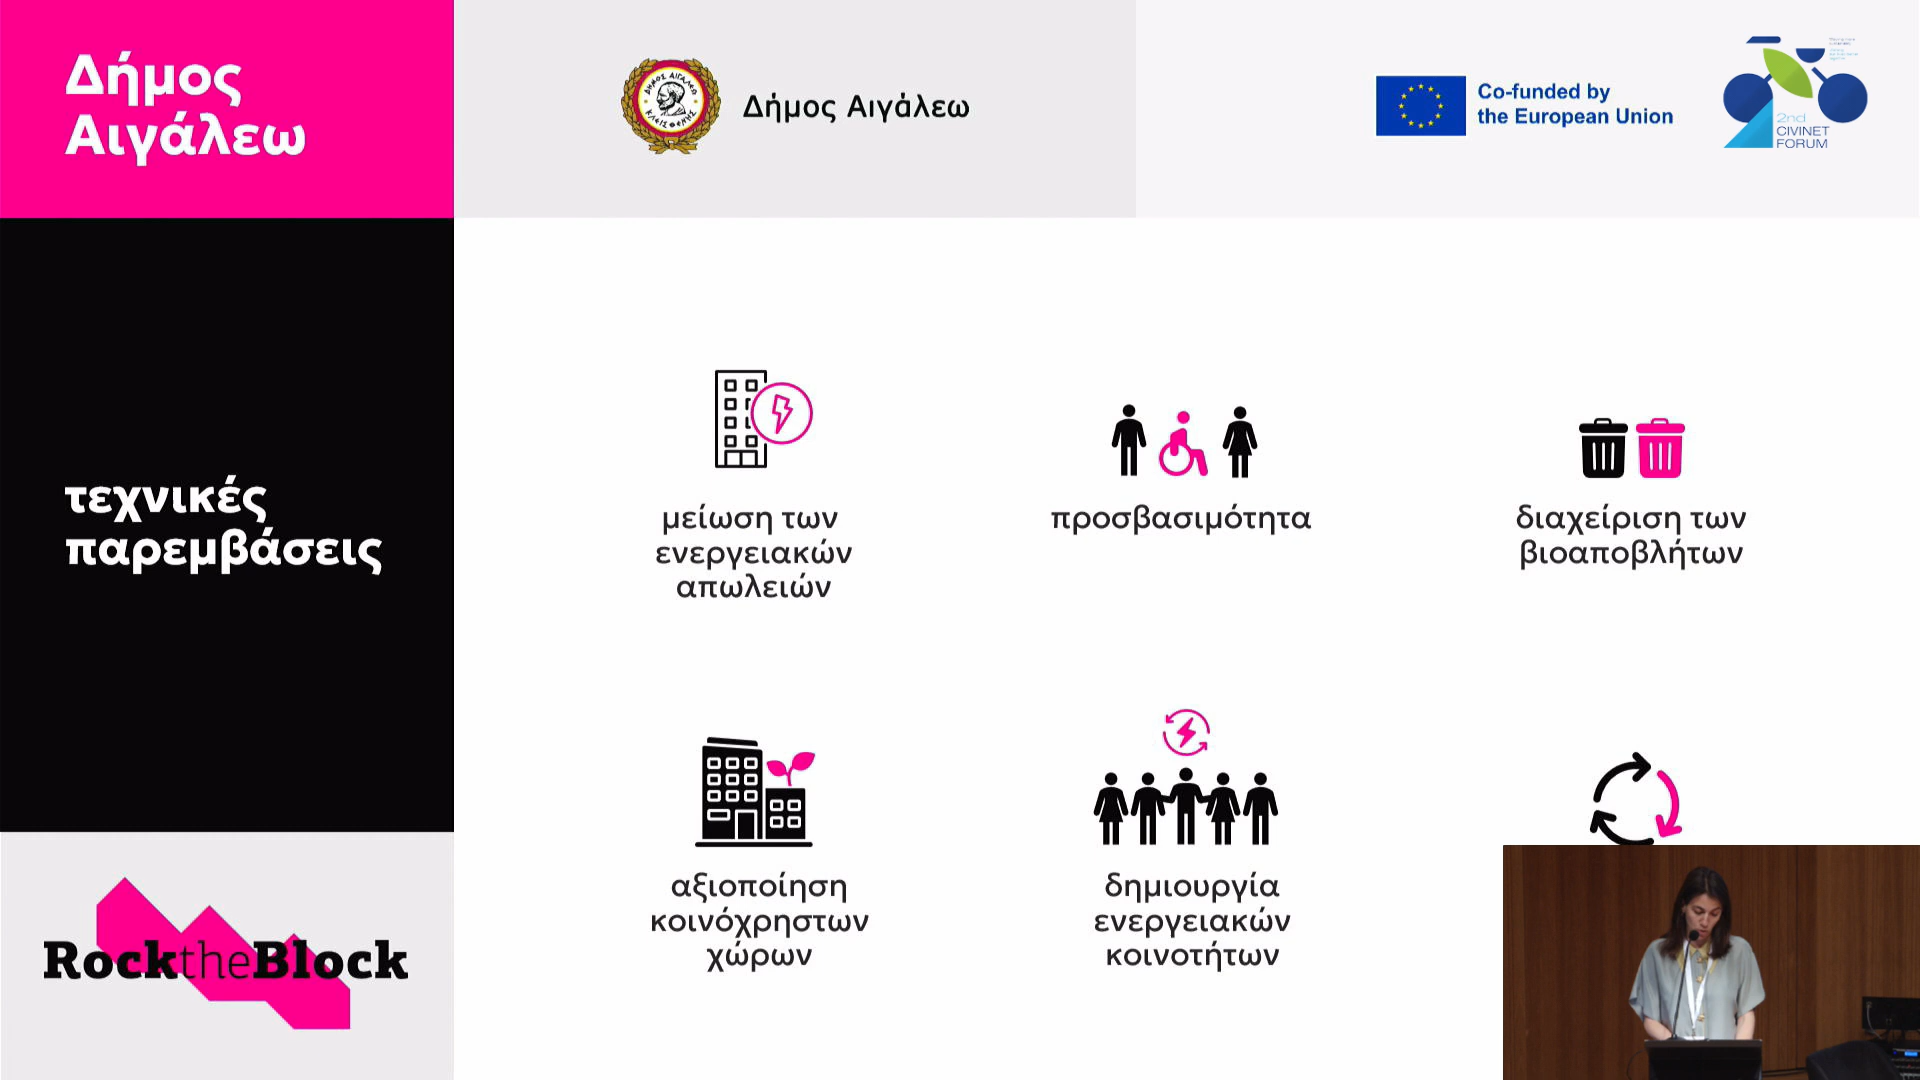 Δήμος
Αιγάλεω
Δήμος Αιγάλεω
Co-funded by
the European Union
2nd
CIVINET
FORUM
τεχνικές
παρεμβάσεις
μείωση των
ενεργειακών
απωλειών
προσβασιμότητα
διαχείριση των
βιοαποβλήτων
αξιοποίηση
κοινόχρηστων
χώρων
δημιουργία
ενεργειακών
κοινοτήτων
RocktheBlock